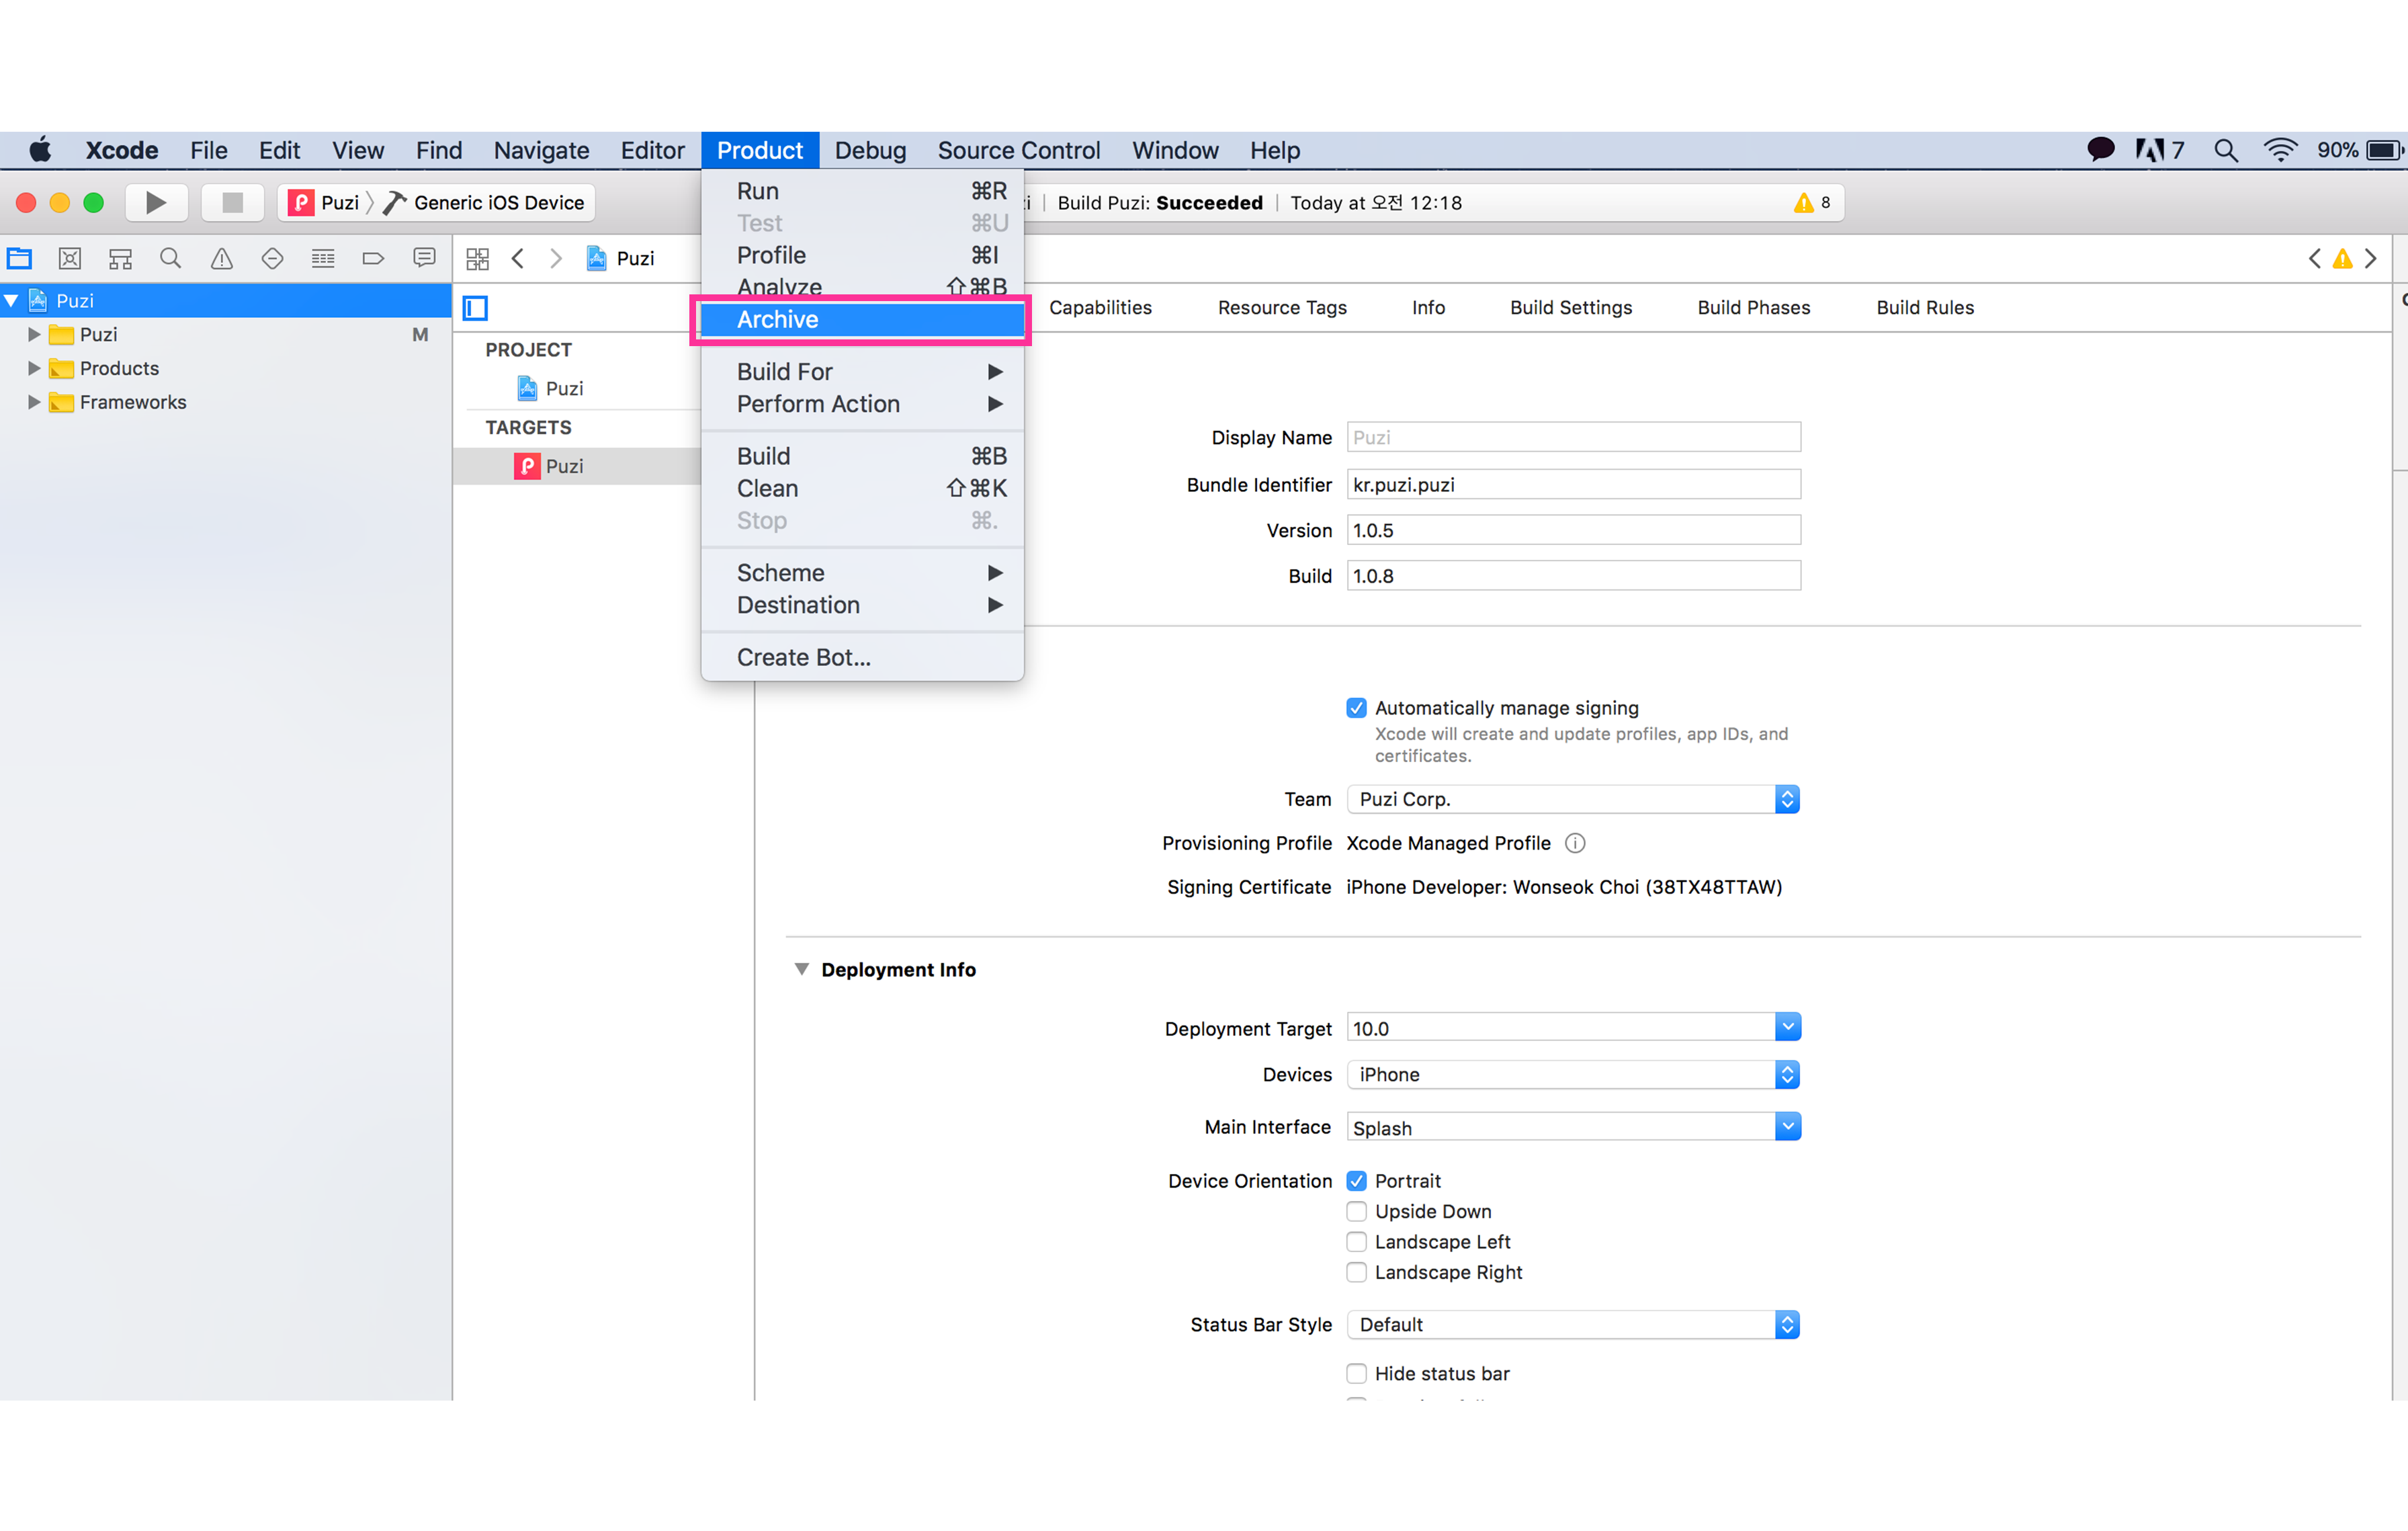 Xcode File Edit View Find Navigate Editor Product Debug Source Control Window Help 7 90%
Puzi Generic iOS Device
Build Puzi: Succeeded Today at 오전 12:18 8
Puzi
Puzi
Puzi M
Products
Frameworks
Run ⌘R
Test ⌘U
Profile ⌘I
Analyze ⇧⌘B
Archive
Build For
Perform Action
Build ⌘B
Clean ⇧⌘K
Stop ⌘.
Scheme
Destination
Create Bot...
Capabilities Resource Tags Info Build Settings Build Phases Build Rules
PROJECT
Puzi
TARGETS
Puzi
Display Name Puzi
Bundle Identifier kr.puzi.puzi
Version 1.0.5
Build 1.0.8
Automatically manage signing
Xcode will create and update profiles, app IDs, and
certificates.
Team Puzi Corp.
Provisioning Profile Xcode Managed Profile
Signing Certificate iPhone Developer: Wonseok Choi (38TX48TTAW)
Deployment Info
Deployment Target 10.0
Devices iPhone
Main Interface Splash
Device Orientation Portrait
Upside Down
Landscape Left
Landscape Right
Status Bar Style Default
Hide status bar